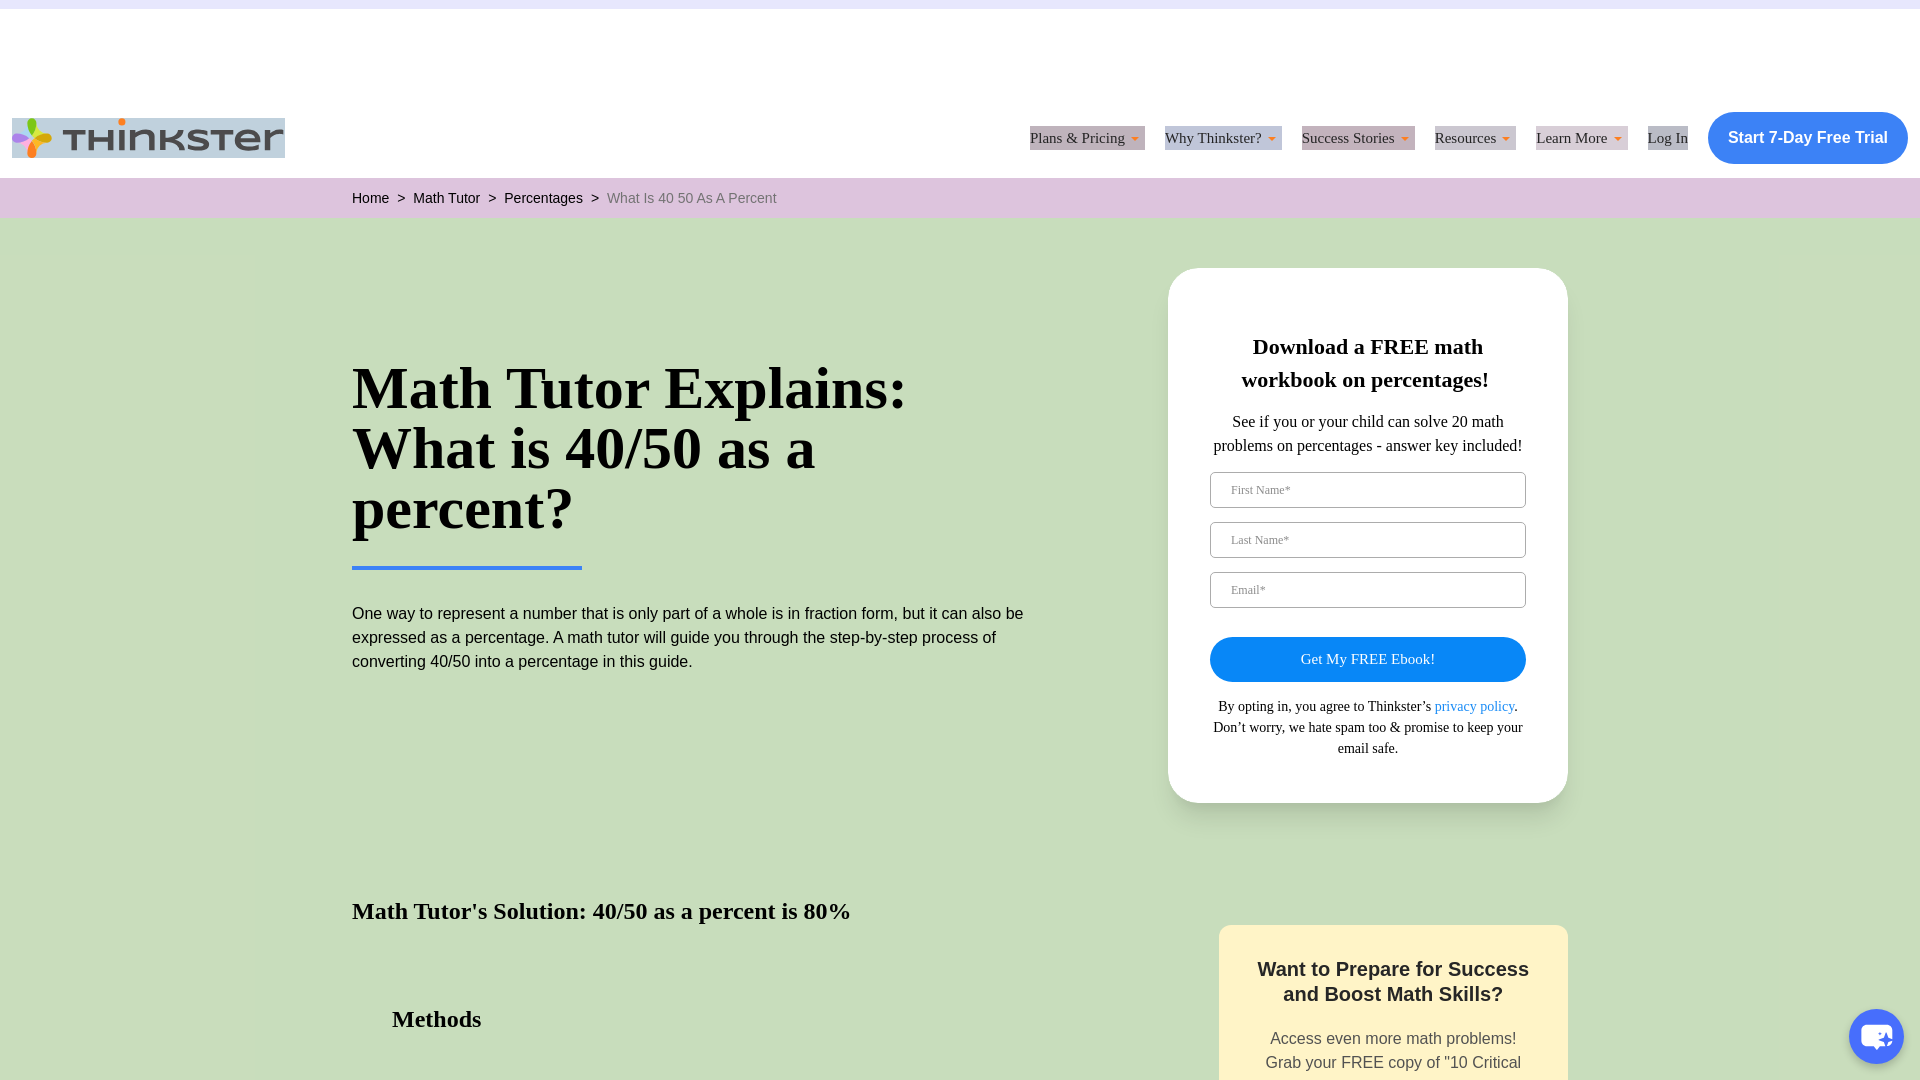 THINKSTER
Plans & Pricing
Why Thinkster?
Success Stories
Resources
Learn More
Log In
Start 7-Day Free Trial
Home > Math Tutor > Percentages > What Is 40 50 As A Percent
Math Tutor Explains:
What is 40/50 as a
percent?
One way to represent a number that is only part of a whole is in fraction form, but it can also be
expressed as a percentage. A math tutor will guide you through the step-by-step process of
converting 40/50 into a percentage in this guide.
Download a FREE math
workbook on percentages!
See if you or your child can solve 20 math
problems on percentages - answer key included!
First Name*
Last Name*
Email*
Get My FREE Ebook!
By opting in, you agree to Thinkster’s privacy policy.
Don’t worry, we hate spam too & promise to keep your
email safe.
Math Tutor's Solution: 40/50 as a percent is 80%
Methods
Want to Prepare for Success
and Boost Math Skills?
Access even more math problems!
Grab your FREE copy of "10 Critical